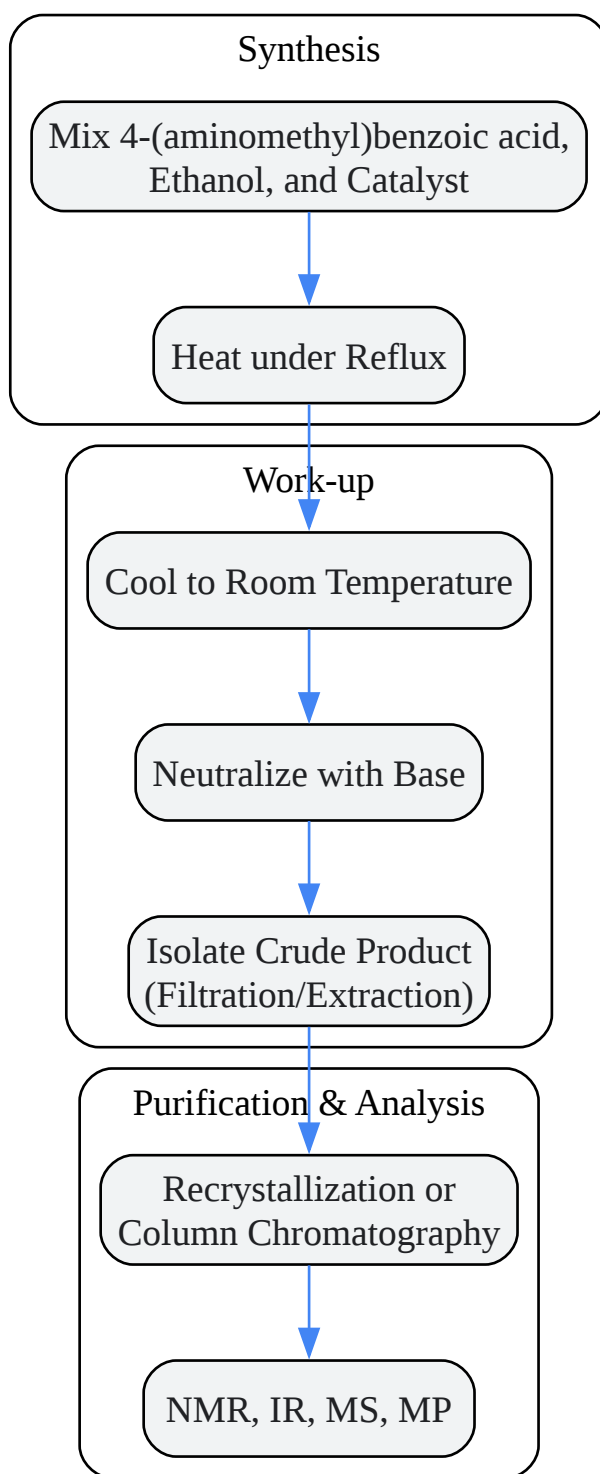 Synthesis
Mix 4-(aminomethyl)benzoic acid,
Ethanol, and Catalyst
Heat under Reflux
Work-up
Cool to Room Temperature
Neutralize with Base
Isolate Crude Product
(Filtration/Extraction)
Purification & Analysis
Recrystallization or
Column Chromatography
NMR, IR, MS, MP